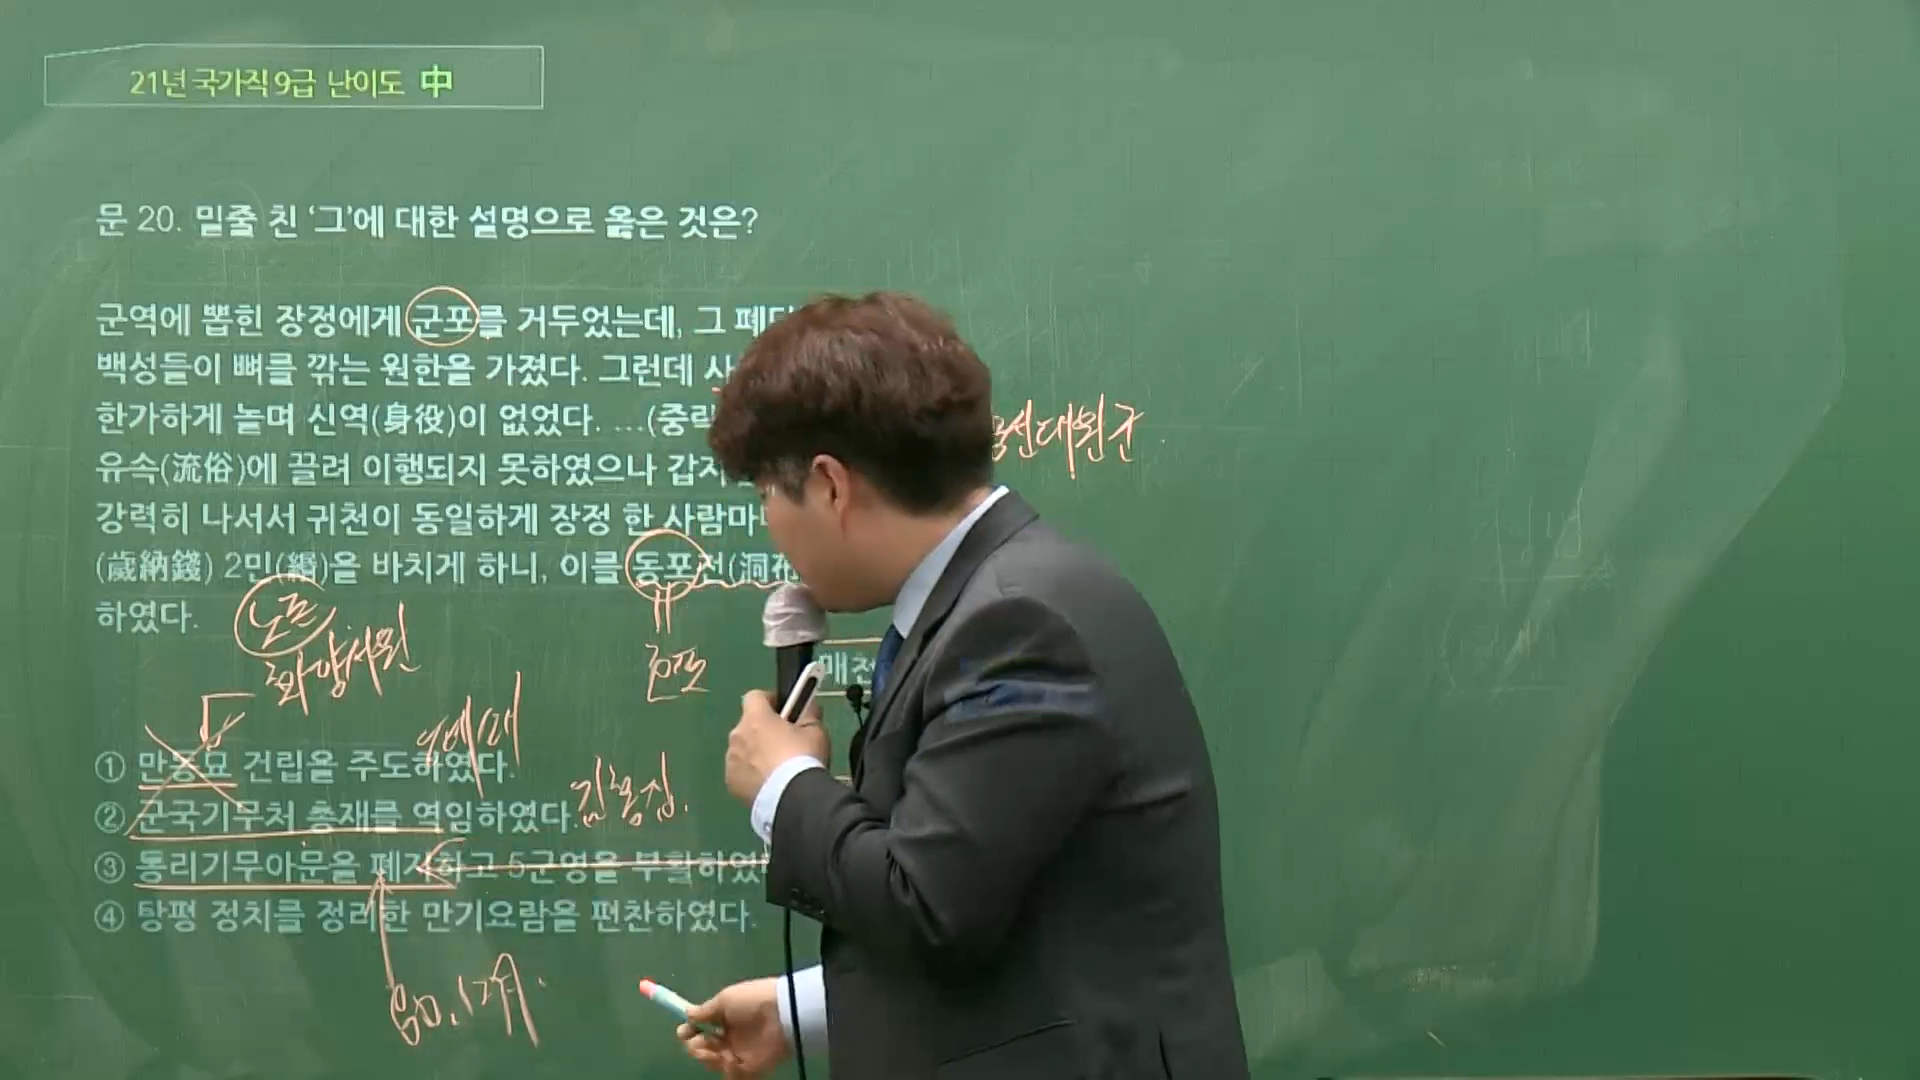 21년 국가직 9급 난이도 中
문 20. 밑줄 친 ‘그’에 대한 설명으로 옳은 것은?
군역에 뽑힌 장정에게 군포를 거두었는데, 그
백성들이 뼈를 깎는 원한을 가졌다. 그런데
한가하게 놀며 신역(身役)이 없었다. …(중략
흥선대원군
유속(流俗)에 끌려 이행되지 못하였으나
강력히 나서서 귀천이 동일하게 장정 한
(歲納錢) 2민(緡)을 바치게 하니, 이를 동포전(洞布
하였다.
노론
화양서원
호포
매천
① 만동묘 건립을 주도하였다.
② 군국기무처 총재를 역임하였다.
김홍집.
③ 통리기무아문을 폐지하고 5군영을 부활하였
④ 탕평 정치를 정리한 만기요람을 편찬하였다.